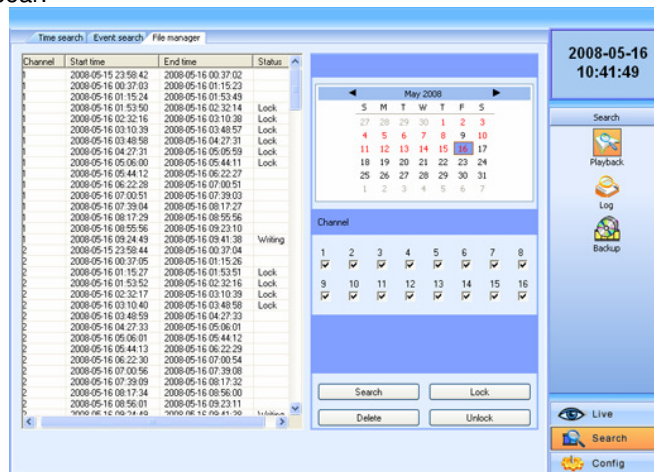 Time search Event search File manager
Channel Start time End time Status
1 2008-05-15 23:58:42 2008-05-16 00:37:02
1 2008-05-16 00:37:03 2008-05-16 01:15:23
1 2008-05-16 01:15:24 2008-05-16 01:53:49
1 2008-05-16 01:53:50 2008-05-16 02:32:14 Lock
1 2008-05-16 02:32:16 2008-05-16 03:10:38 Lock
1 2008-05-16 03:10:39 2008-05-16 03:48:57 Lock
1 2008-05-16 03:48:58 2008-05-16 04:27:31 Lock
1 2008-05-16 04:27:31 2008-05-16 05:05:59 Lock
1 2008-05-16 05:06:00 2008-05-16 05:44:11 Lock
1 2008-05-16 05:44:12 2008-05-16 06:22:27
1 2008-05-16 06:22:28 2008-05-16 07:00:51
1 2008-05-16 07:00:51 2008-05-16 07:39:03
1 2008-05-16 07:39:04 2008-05-16 08:17:27
1 2008-05-16 08:17:29 2008-05-16 08:55:56
1 2008-05-16 08:55:56 2008-05-16 09:23:10
1 2008-05-16 09:24:49 2008-05-16 09:41:38 Writing
2 2008-05-15 23:58:44 2008-05-16 00:37:04
2 2008-05-16 00:37:05 2008-05-16 01:15:26
2 2008-05-16 01:15:27 2008-05-16 01:53:51 Lock
2 2008-05-16 01:53:52 2008-05-16 02:32:16 Lock
2 2008-05-16 02:32:17 2008-05-16 03:10:39 Lock
2 2008-05-16 03:10:40 2008-05-16 03:48:58 Lock
2 2008-05-16 03:48:59 2008-05-16 04:27:33
2 2008-05-16 04:27:33 2008-05-16 05:06:01
2 2008-05-16 05:06:01 2008-05-16 05:44:12
2 2008-05-16 05:44:13 2008-05-16 06:22:29
2 2008-05-16 06:22:30 2008-05-16 07:00:54
2 2008-05-16 07:00:56 2008-05-16 07:39:08
2 2008-05-16 07:39:09 2008-05-16 08:17:32
2 2008-05-16 08:17:34 2008-05-16 08:56:00
2 2008-05-16 08:56:01 2008-05-16 09:23:11
May 2008
S M T W T F S
27 28 29 30 1 2 3
4 5 6 7 8 9 10
11 12 13 14 15 16 17
18 19 20 21 22 23 24
25 26 27 28 29 30 31
1 2 3 4 5 6 7
Channel
1 2 3 4 5 6 7 8
9 10 11 12 13 14 15 16
Search Lock
Delete Unlock
2008-05-16
10:41:49
Search
Playback
Log
Backup
Live
Search
Config